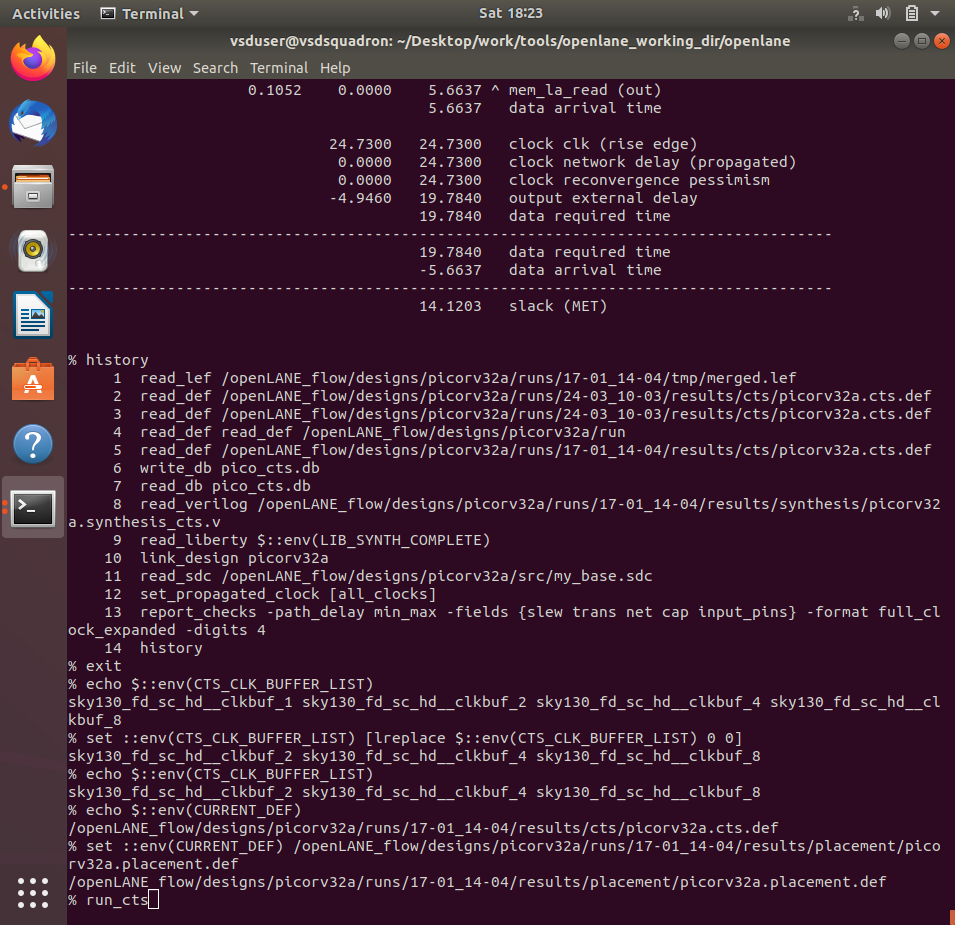 Activities Terminal Sat 18:23
vsduser@vsdsquadron: ~/Desktop/work/tools/openlane_working_dir/openlane
File Edit View Search Terminal Help
0.1052 0.0000 5.6637 ^ mem_la_read (out)
5.6637 data arrival time
24.7300 24.7300 clock clk (rise edge)
0.0000 24.7300 clock network delay (propagated)
0.0000 24.7300 clock reconvergence pessimism
-4.9460 19.7840 output external delay
19.7840 data required time
-------------------------------------------------------------------------------------
19.7840 data required time
-5.6637 data arrival time
-------------------------------------------------------------------------------------
14.1203 slack (MET)
% history
1 read_lef /openLANE_flow/designs/picorv32a/runs/17-01_14-04/tmp/merged.lef
2 read_def /openLANE_flow/designs/picorv32a/runs/24-03_10-03/results/cts/picorv32a.cts.def
3 read_def /openLANE_flow/designs/picorv32a/runs/24-03_10-03/results/cts/picorv32a.cts.def
4 read_def read_def /openLANE_flow/designs/picorv32a/run
5 read_def /openLANE_flow/designs/picorv32a/runs/17-01_14-04/results/cts/picorv32a.cts.def
6 write_db pico_cts.db
7 read_db pico_cts.db
8 read_verilog /openLANE_flow/designs/picorv32a/runs/17-01_14-04/results/synthesis/picorv32
a.synthesis_cts.v
9 read_liberty $::env(LIB_SYNTH_COMPLETE)
10 link_design picorv32a
11 read_sdc /openLANE_flow/designs/picorv32a/src/my_base.sdc
12 set_propagated_clock [all_clocks]
13 report_checks -path_delay min_max -fields {slew trans net cap input_pins} -format full_cl
ock_expanded -digits 4
14 history
% exit
% echo $::env(CTS_CLK_BUFFER_LIST)
sky130_fd_sc_hd__clkbuf_1 sky130_fd_sc_hd__clkbuf_2 sky130_fd_sc_hd__clkbuf_4 sky130_fd_sc_hd__cl
kbuf_8
% set ::env(CTS_CLK_BUFFER_LIST) [lreplace $::env(CTS_CLK_BUFFER_LIST) 0 0]
sky130_fd_sc_hd__clkbuf_2 sky130_fd_sc_hd__clkbuf_4 sky130_fd_sc_hd__clkbuf_8
% echo $::env(CTS_CLK_BUFFER_LIST)
sky130_fd_sc_hd__clkbuf_2 sky130_fd_sc_hd__clkbuf_4 sky130_fd_sc_hd__clkbuf_8
% echo $::env(CURRENT_DEF)
/openLANE_flow/designs/picorv32a/runs/17-01_14-04/results/cts/picorv32a.cts.def
% set ::env(CURRENT_DEF) /openLANE_flow/designs/picorv32a/runs/17-01_14-04/results/placement/pico
rv32a.placement.def
/openLANE_flow/designs/picorv32a/runs/17-01_14-04/results/placement/picorv32a.placement.def
% run_cts